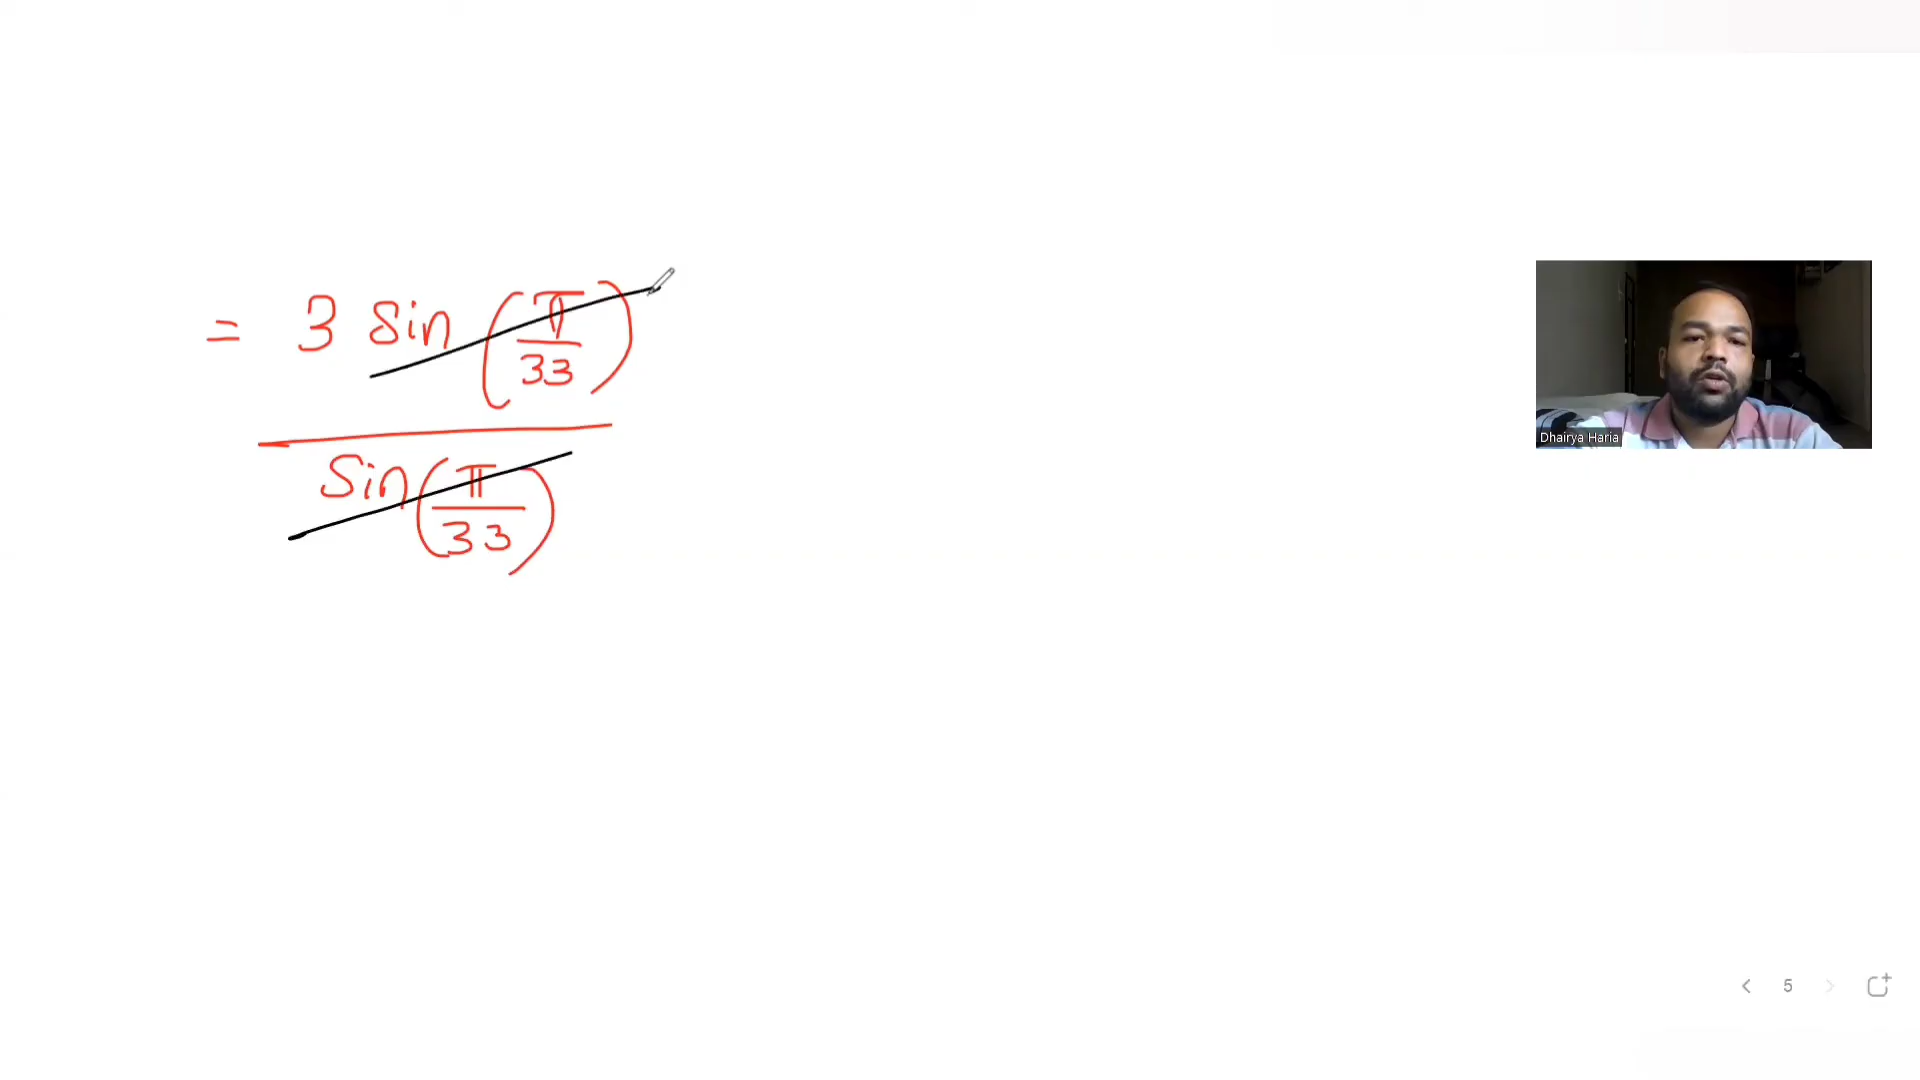 = 3 Sin (π/33)
Sin (π/33)
Dhairya Haria
5